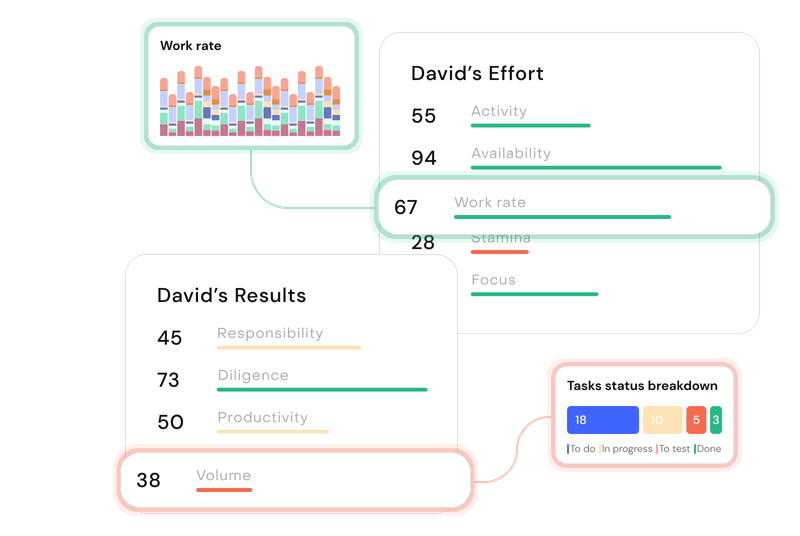 Work rate
David's Effort
55 Activity
94 Availability
67 Work rate
28 Stamina
Focus
David's Results
45 Responsibility
73 Diligence
50 Productivity
38 Volume
Tasks status breakdown
18 10 5 3
To do In progress To test Done